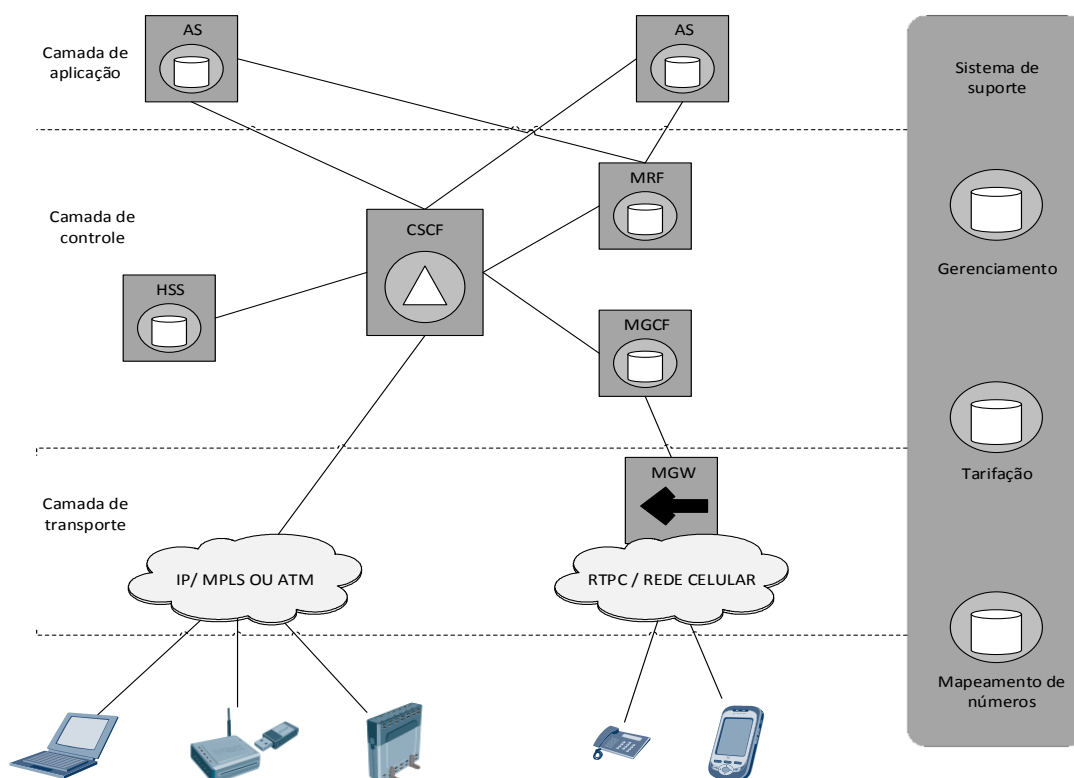 AS
AS
Camada de
aplicação
Sistema de
suporte
MRF
Camada de
controle
CSCF
Gerenciamento
HSS
MGCF
MGW
Tarifação
Camada de
transporte
IP/ MPLS OU ATM
RTPC / REDE CELULAR
Mapeamento de
números